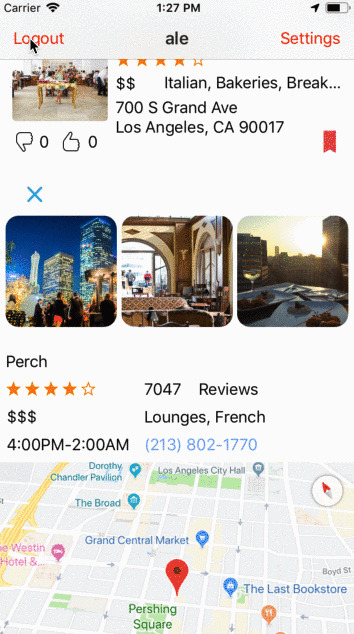 Carrier 1:27 PM
Logout ale Settings
$$ Italian, Bakeries, Break...
700 S Grand Ave
Los Angeles, CA 90017
0 0
Perch
7047 Reviews
$$$ Lounges, French
4:00PM-2:00AM (213) 802-1770
Dorothy
Chandler Pavilion
Los Angeles City Hall
The Broad
Grand Central Market
he Westin
Hotel &...
Boyd St
The Last Bookstore
Pershing
Square